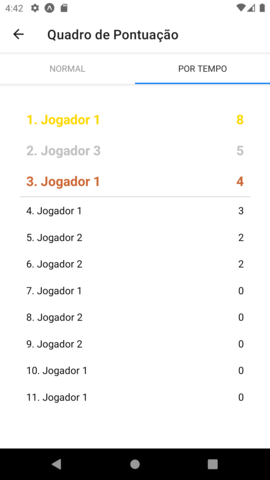 4:42
Quadro de Pontuação
NORMAL
POR TEMPO
1. Jogador 1 8
2. Jogador 3 5
3. Jogador 1 4
4. Jogador 1 3
5. Jogador 2 2
6. Jogador 2 2
7. Jogador 1 0
8. Jogador 2 0
9. Jogador 2 0
10. Jogador 1 0
11. Jogador 1 0